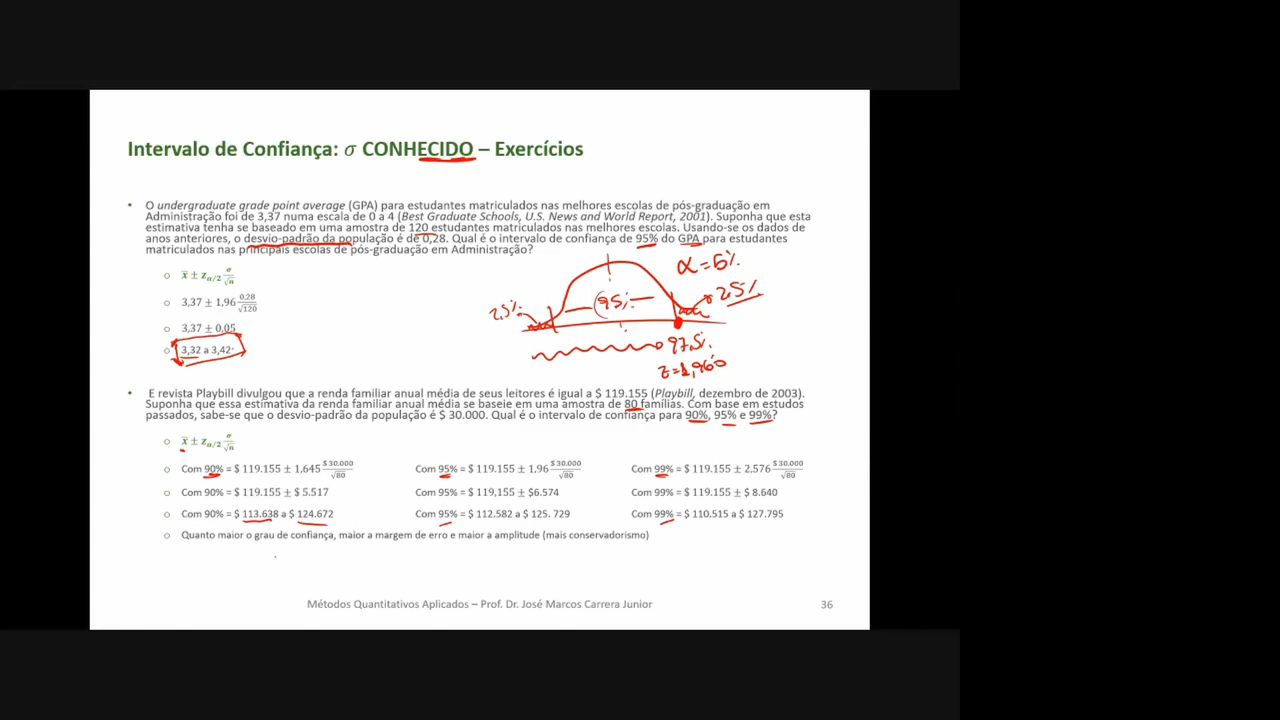 Intervalo de Confiança: σ CONHECIDO – Exercícios
• O undergraduate grade point average (GPA) para estudantes matriculados nas melhores escolas de pós-graduação em
Administração foi de 3,37 numa escala de 0 a 4 (Best Graduate Schools, U.S. News and World Report, 2001). Suponha que esta
estimativa tenha se baseado em uma amostra de 120 estudantes matriculados nas melhores escolas. Usando-se os dados de
anos anteriores, o desvio-padrão da população é de 0,28. Qual é o intervalo de confiança de 95% do GPA para estudantes
matriculados nas principais escolas de pós-graduação em Administração?
α = 5%
o x̄ ± z_α/2 σ/√n
95%
2,5%
2,5%
o 3,37 ± 1,96 0,28/√120
o 3,37 ± 0,05
o 3,32 a 3,42
97,5%
z=1,960
• E revista Playbill divulgou que a renda familiar anual média de seus leitores é igual a $ 119.155 (Playbill, dezembro de 2003).
Suponha que essa estimativa da renda familiar anual média se baseie em uma amostra de 80 famílias. Com base em estudos
passados, sabe-se que o desvio-padrão da população é $ 30.000. Qual é o intervalo de confiança para 90%, 95% e 99%?
o x̄ ± z_α/2 σ/√n
o Com 90% = $ 119.155 ± 1,645 $ 30.000/√80 Com 95% = $ 119.155 ± 1,96 $ 30.000/√80 Com 99% = $ 119.155 ± 2,576 $ 30.000/√80
o Com 90% = $ 119.155 ± $ 5.517 Com 95% = $ 119,155 ± $6.574 Com 99% = $ 119.155 ± $ 8.640
o Com 90% = $ 113.638 a $ 124.672 Com 95% = $ 112.582 a $ 125. 729 Com 99% = $ 110.515 a $ 127.795
o Quanto maior o grau de confiança, maior a margem de erro e maior a amplitude (mais conservadorismo)
Métodos Quantitativos Aplicados – Prof. Dr. José Marcos Carrera Junior 36